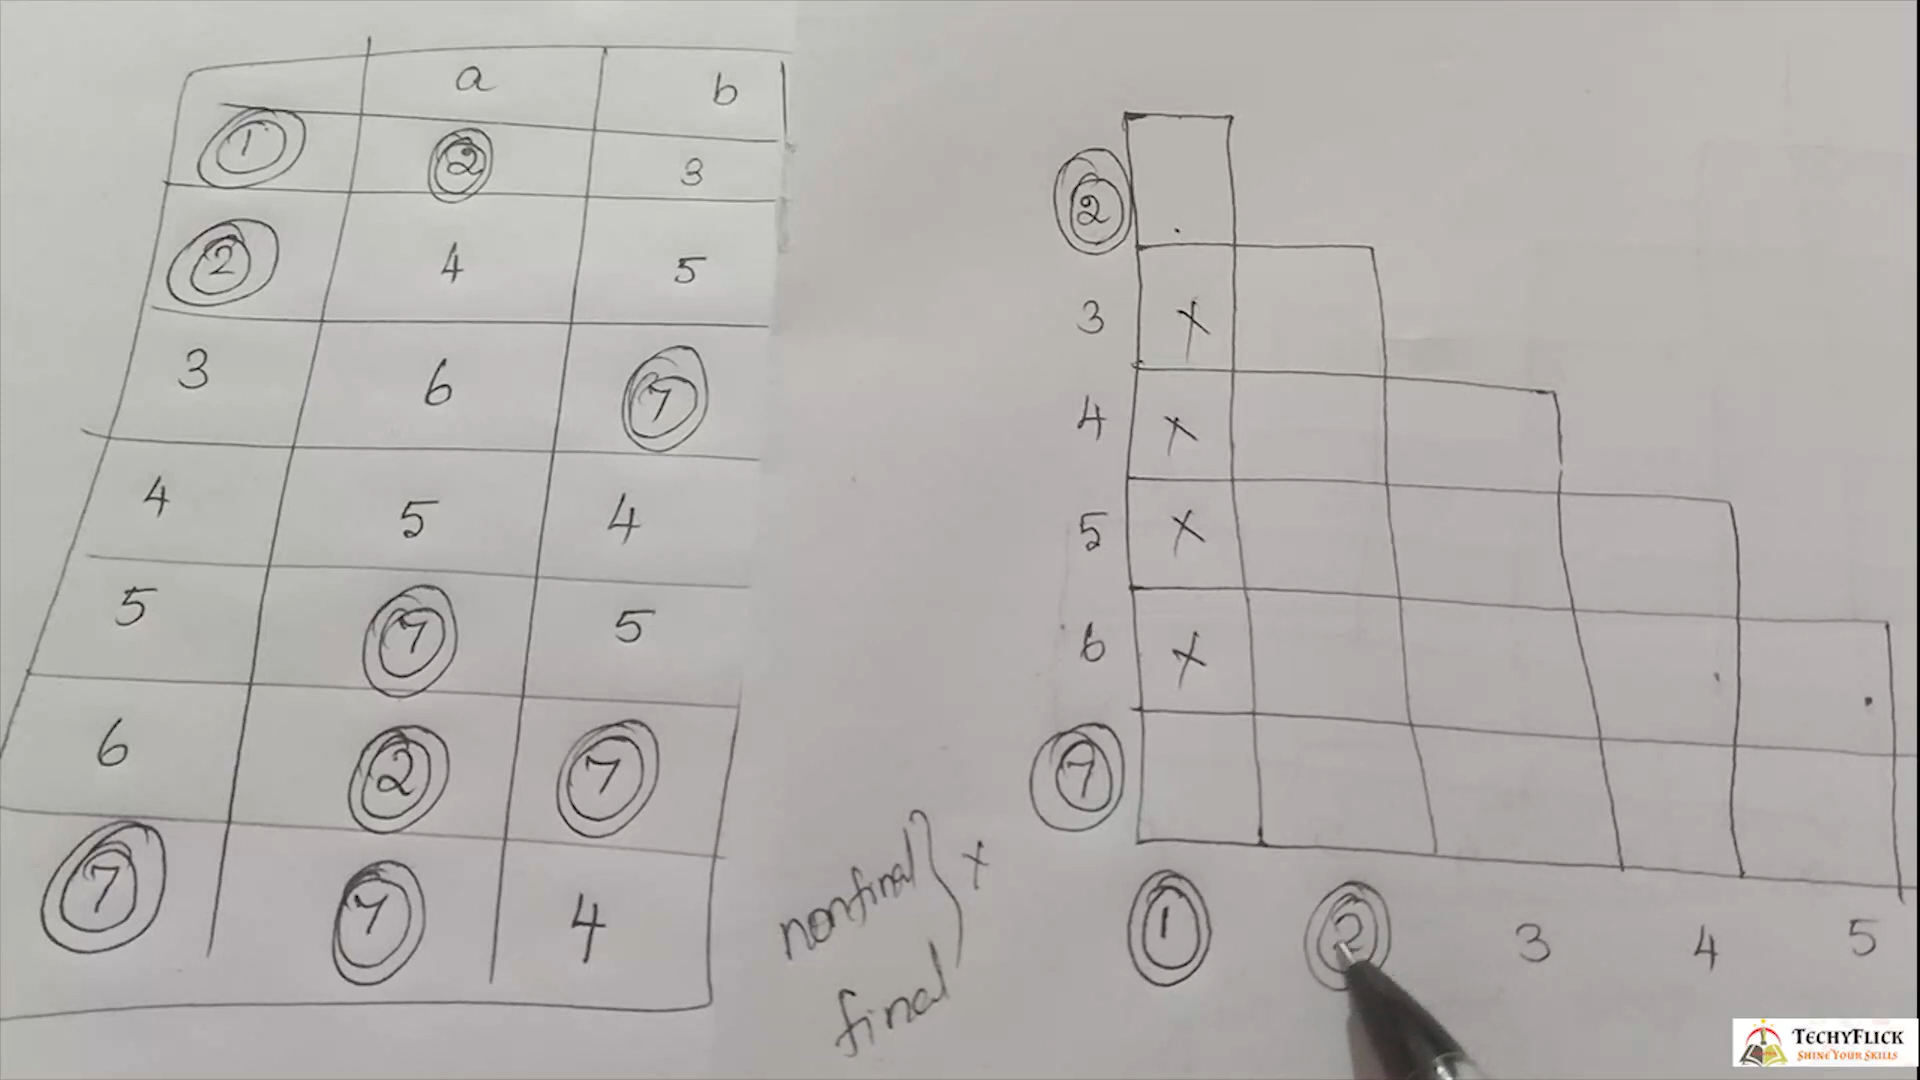 a b
1 2 3
2 4 5
3 6 7
4 5 4
5 7 5
6 2 7
7 7 4
nonfinal } x
final
2
3 x
4 x
5 x
6 x
7
1 2 3 4 5
TECHYFLICK
SHINE YOUR SKILLS